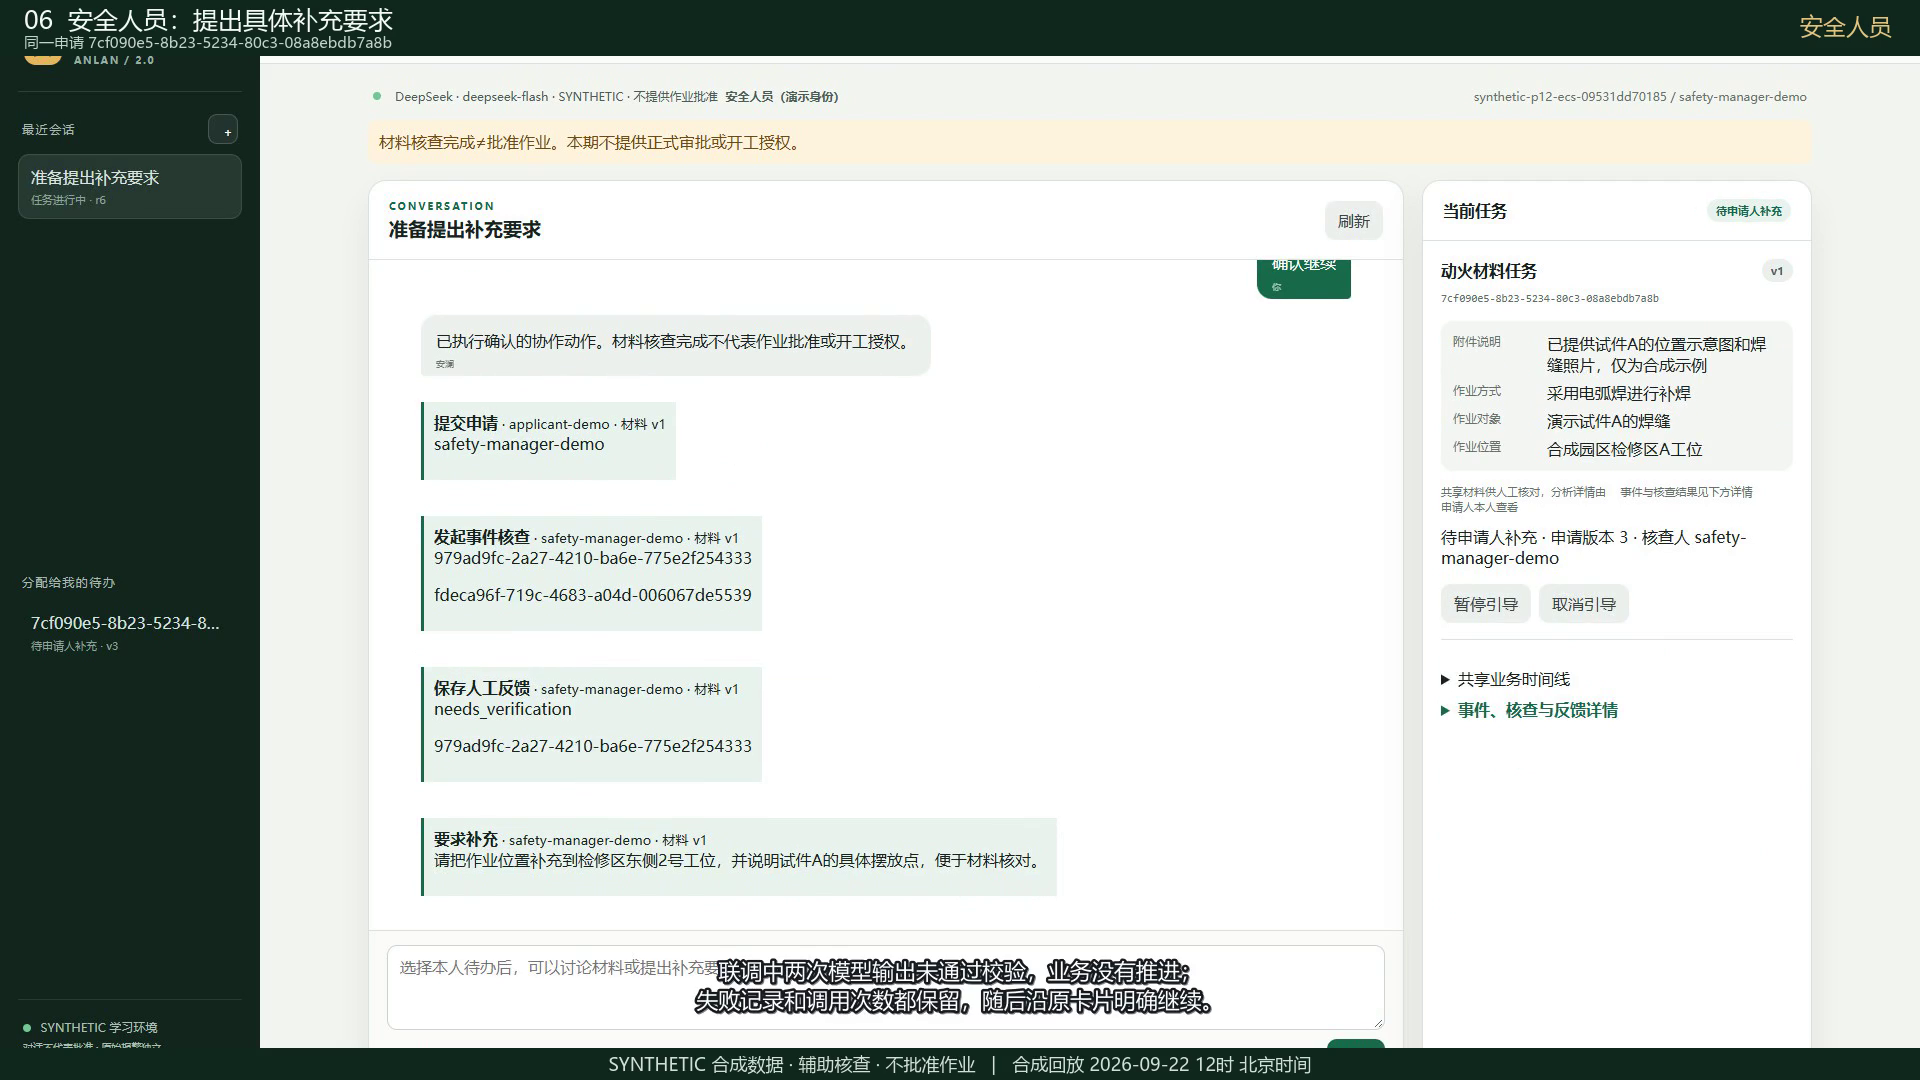 06 安全人员：提出具体补充要求
同一申请 7cf090e5-8b23-5234-80c3-08a8ebdb7a8b
安全人员
ANLAN / 2.0
最近会话
+
准备提出补充要求
任务进行中 · r6
分配给我的待办
7cf090e5-8b23-5234-8...
待申请人补充 · v3
SYNTHETIC 学习环境
DeepSeek · deepseek-flash · SYNTHETIC · 不提供作业批准 安全人员（演示身份）
synthetic-p12-ecs-09531dd70185 / safety-manager-demo
材料核查完成≠批准作业。本期不提供正式审批或开工授权。
CONVERSATION
准备提出补充要求
刷新
确认继续
你
已执行确认的协作动作。材料核查完成不代表作业批准或开工授权。
安澜
提交申请 · applicant-demo · 材料 v1
safety-manager-demo
发起事件核查 · safety-manager-demo · 材料 v1
979ad9fc-2a27-4210-ba6e-775e2f254333
fdeca96f-719c-4683-a04d-006067de5539
保存人工反馈 · safety-manager-demo · 材料 v1
needs_verification
979ad9fc-2a27-4210-ba6e-775e2f254333
要求补充 · safety-manager-demo · 材料 v1
请把作业位置补充到检修区东侧2号工位，并说明试件A的具体摆放点，便于材料核对。
选择本人待办后，可以讨论材料或提出补充要
联调中两次模型输出未通过校验，业务没有推进；
失败记录和调用次数都保留，随后沿原卡片明确继续。
当前任务
待申请人补充
动火材料任务
v1
7cf090e5-8b23-5234-80c3-08a8ebdb7a8b
附件说明 已提供试件A的位置示意图和焊
缝照片，仅为合成示例
作业方式 采用电弧焊进行补焊
作业对象 演示试件A的焊缝
作业位置 合成园区检修区A工位
共享材料供人工核对，分析详情由
申请人本人查看
事件与核查结果见下方详情
待申请人补充 · 申请版本 3 · 核查人 safety-
manager-demo
暂停引导 取消引导
共享业务时间线
事件、核查与反馈详情
SYNTHETIC 合成数据 · 辅助核查 · 不批准作业 | 合成回放 2026-09-22 12时 北京时间